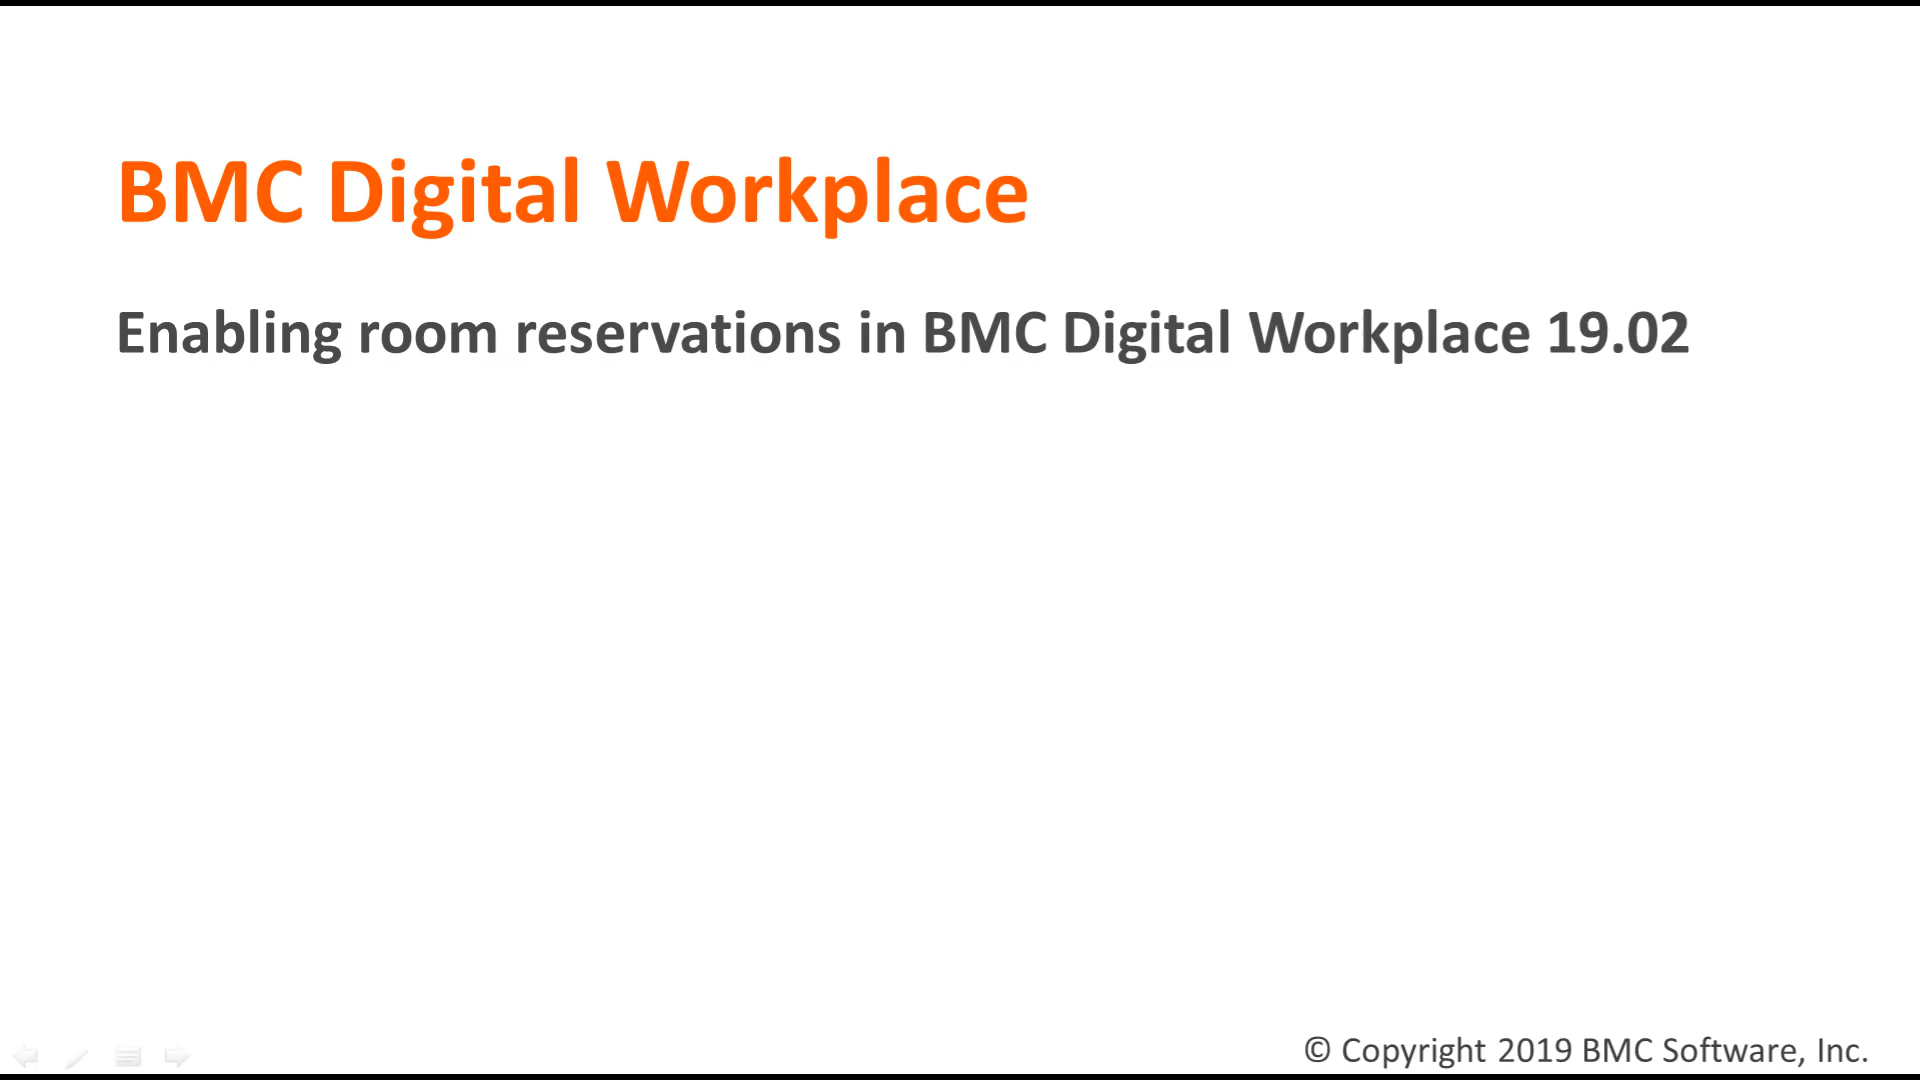 BMC Digital Workplace
Enabling room reservations in BMC Digital Workplace 19.02
© Copyright 2019 BMC Software, Inc.